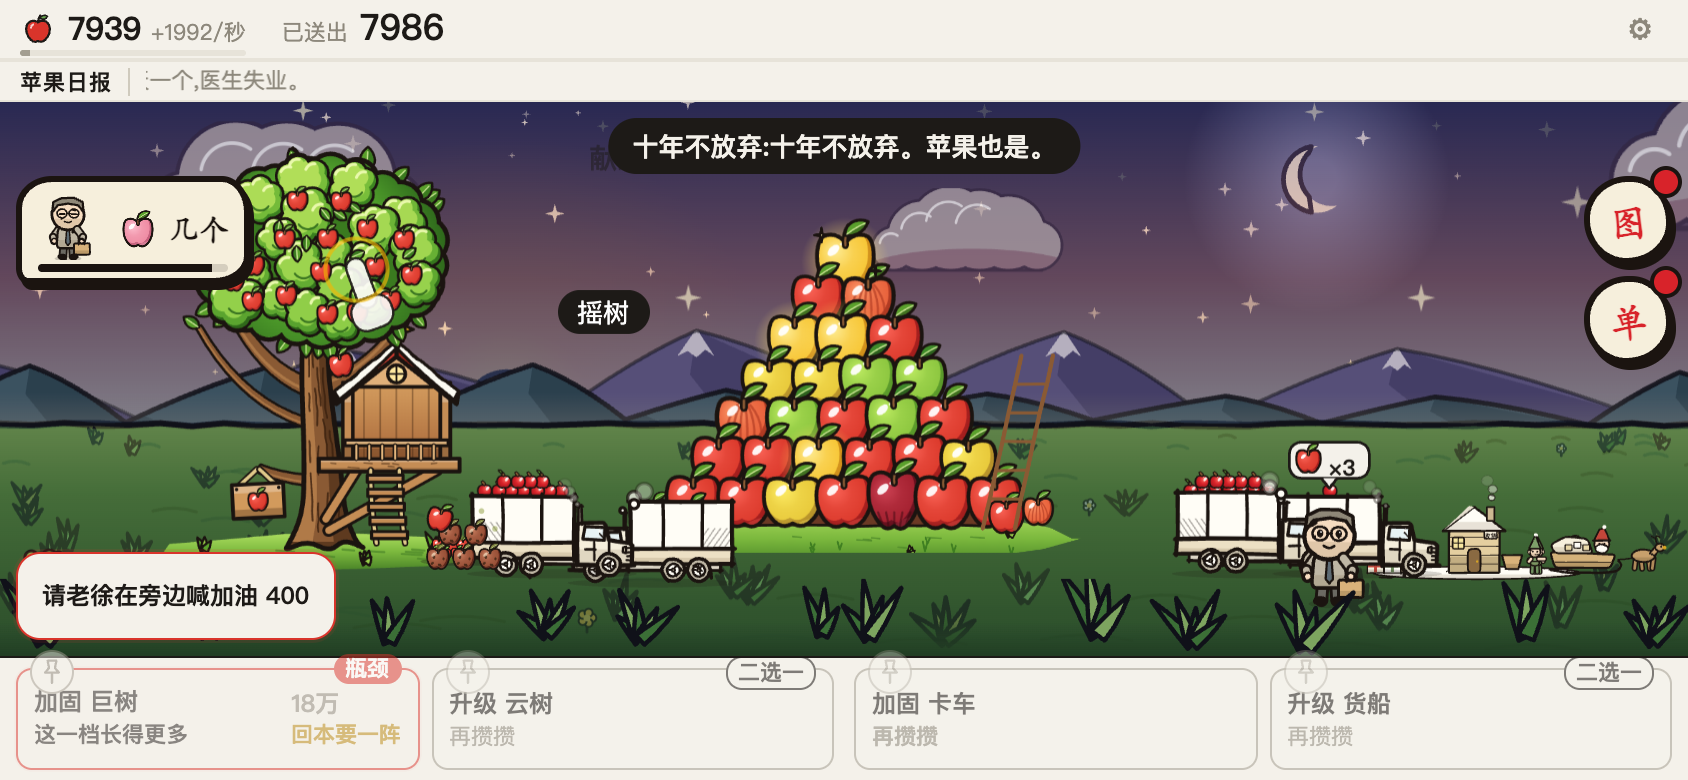 7939 +1992/秒 已送出 7986
苹果日报 一个,医生失业。
十年不放弃:十年不放弃。苹果也是。
几个
图
摇树
单
×3
请老徐在旁边喊加油 400
瓶颈
二选一
二选一
加固 巨树 18万
这一档长得更多 回本要一阵
升级 云树
再攒攒
加固 卡车
再攒攒
升级 货船
再攒攒